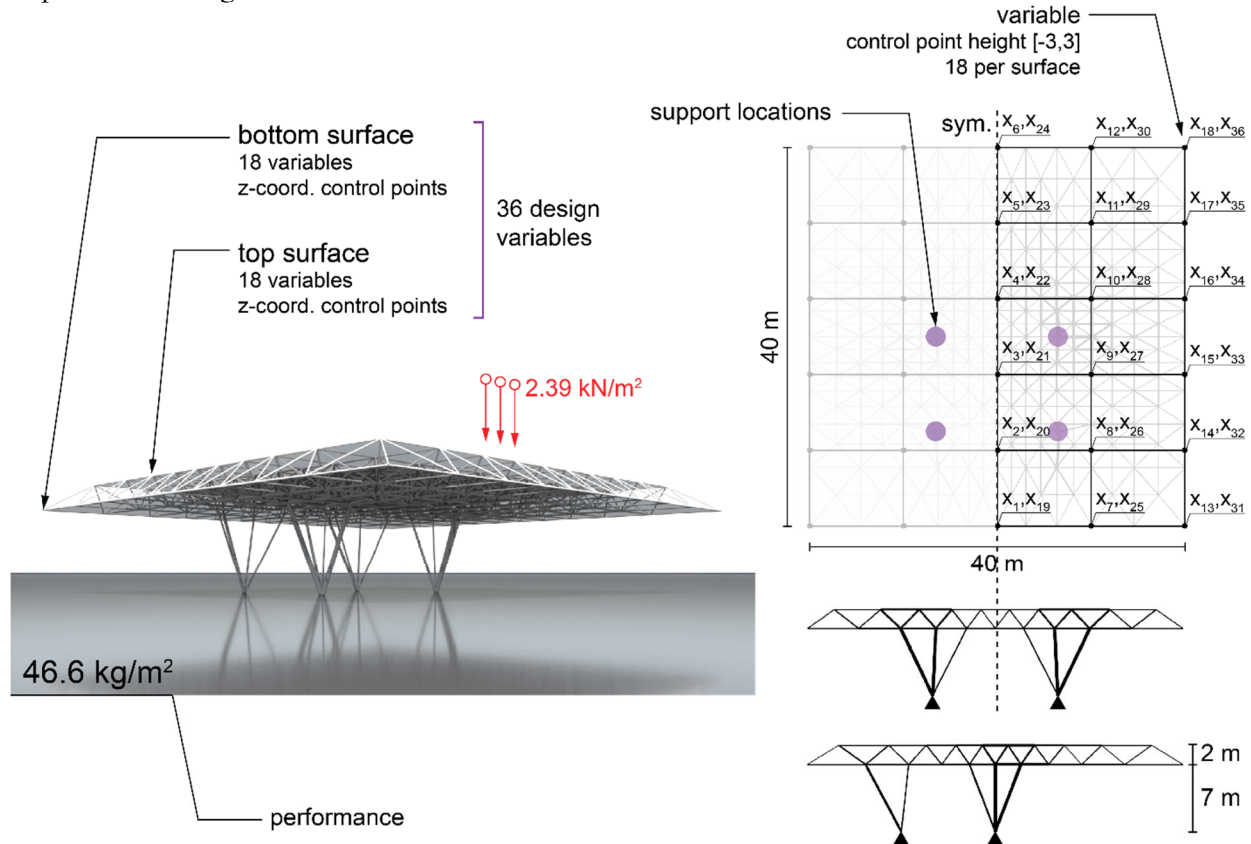 variable
control point height [-3,3]
18 per surface
support locations
sym.
x₆,x₂₄
x₁₂,x₃₀
x₁₈,x₃₆
bottom surface
18 variables
z-coord. control points
36 design
variables
top surface
18 variables
z-coord. control points
x₅,x₂₃
x₁₁,x₂₉
x₁₇,x₃₅
x₄,x₂₂
x₁₀,x₂₈
x₁₆,x₃₄
40 m
x₃,x₂₁
x₉,x₂₇
x₁₅,x₃₃
2.39 kN/m²
x₂,x₂₀
x₈,x₂₆
x₁₄,x₃₂
x₁,x₁₉
x₇,x₂₅
x₁₃,x₃₁
40 m
46.6 kg/m²
2 m
7 m
performance